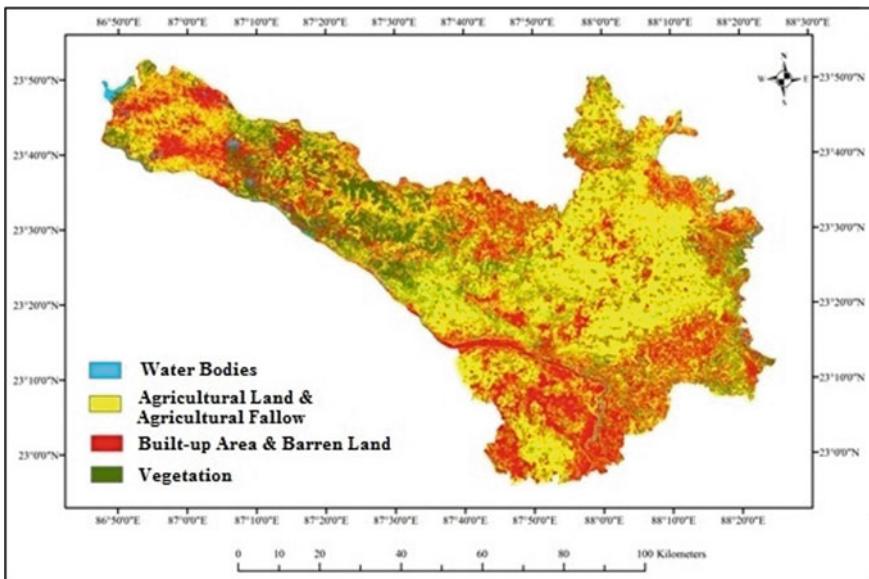 86°50'0"E 87°0'0"E 87°10'0"E 87°20'0"E 87°30'0"E 87°40'0"E 87°50'0"E 88°0'0"E 88°10'0"E 88°20'0"E 88°30'0"E
N
W E
S
23°50'0"N 23°50'0"N
23°40'0"N 23°40'0"N
23°30'0"N 23°30'0"N
23°20'0"N 23°20'0"N
23°10'0"N 23°10'0"N
23°0'0"N 23°0'0"N
Water Bodies
Agricultural Land &
Agricultural Fallow
Built-up Area & Barren Land
Vegetation
86°50'0"E 87°0'0"E 87°10'0"E 87°20'0"E 87°30'0"E 87°40'0"E 87°50'0"E 88°0'0"E 88°10'0"E 88°20'0"E
0 10 20 40 60 80 100 Kilometers